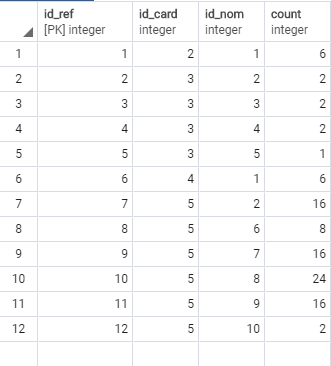 id_ref id_card id_nom count
[PK] integer integer integer integer
1 1 2 1 6
2 2 3 2 2
3 3 3 3 2
4 4 3 4 2
5 5 3 5 1
6 6 4 1 6
7 7 5 2 16
8 8 5 6 8
9 9 5 7 16
10 10 5 8 24
11 11 5 9 16
12 12 5 10 2